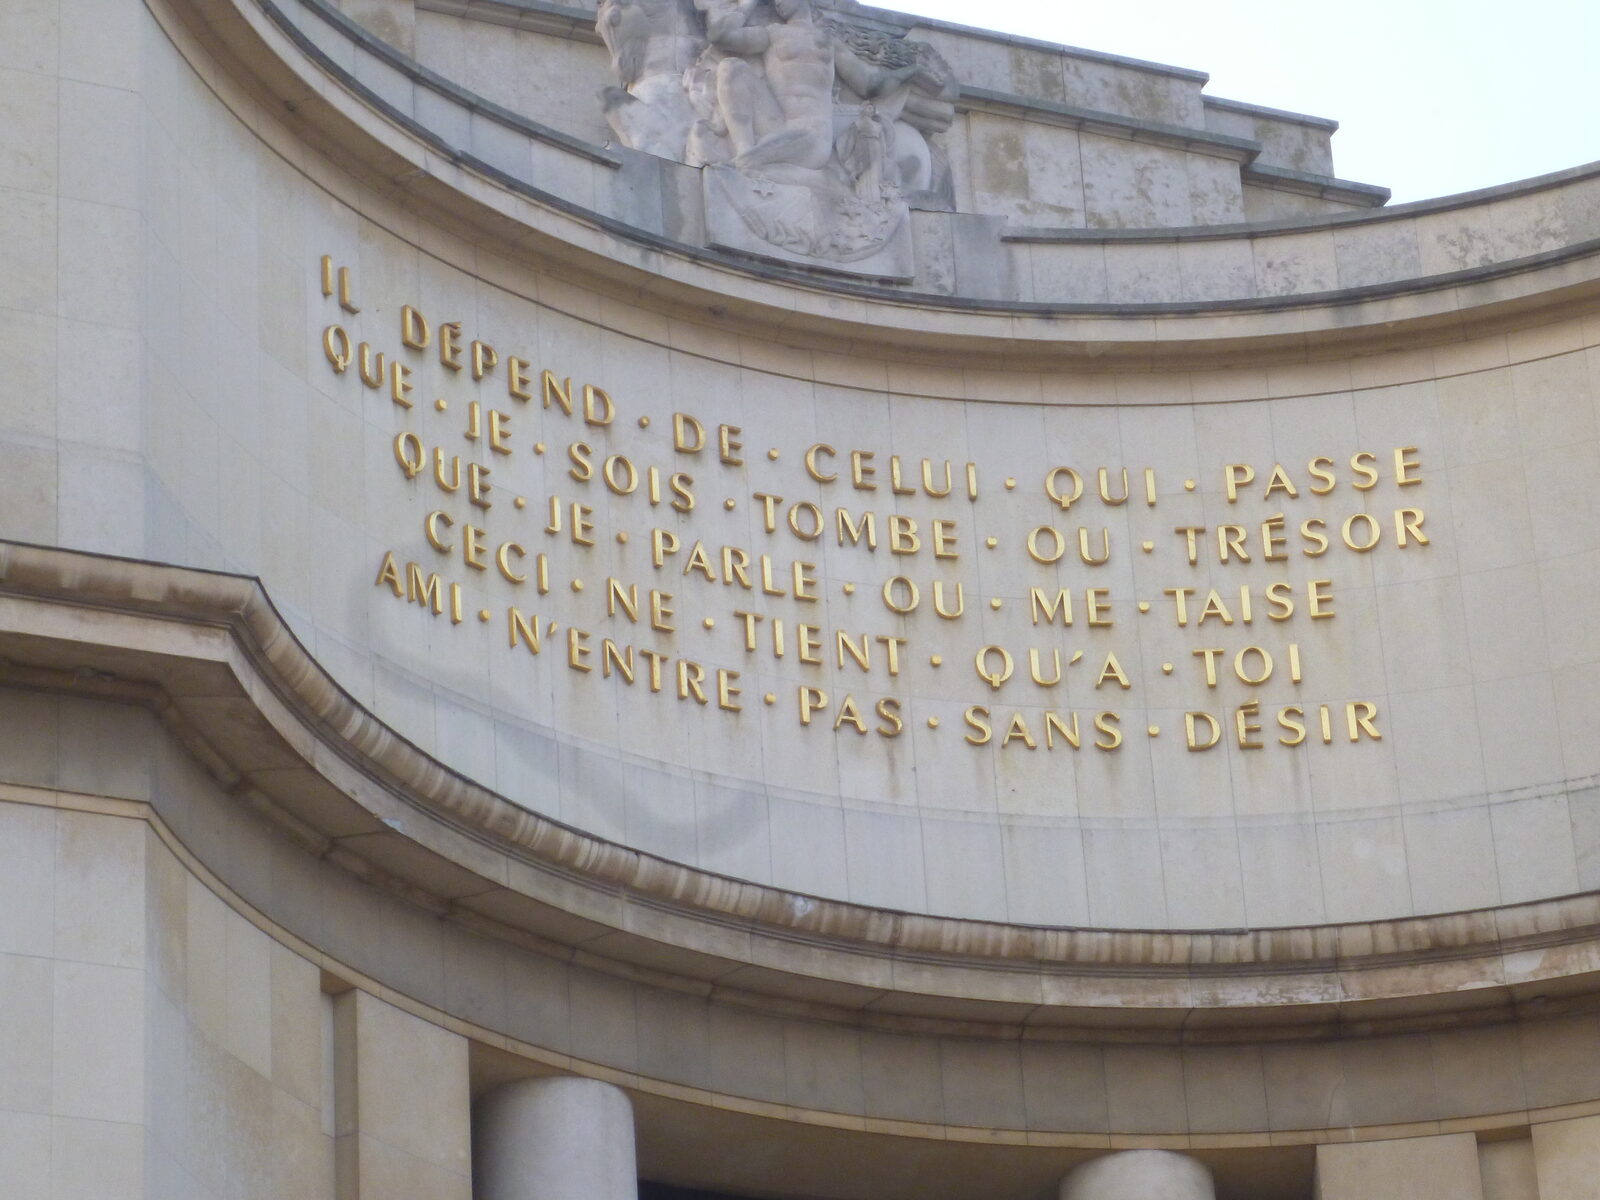 IL DÉPEND · DE · CELUI · QUI · PASSE
QUE · JE · SOIS · TOMBE · OU · TRÉSOR
QUE · JE · PARLE · OU · ME · TAISE
CECI · NE · TIENT · QU'A · TOI
AMI · N'ENTRE · PAS · SANS · DÉSIR